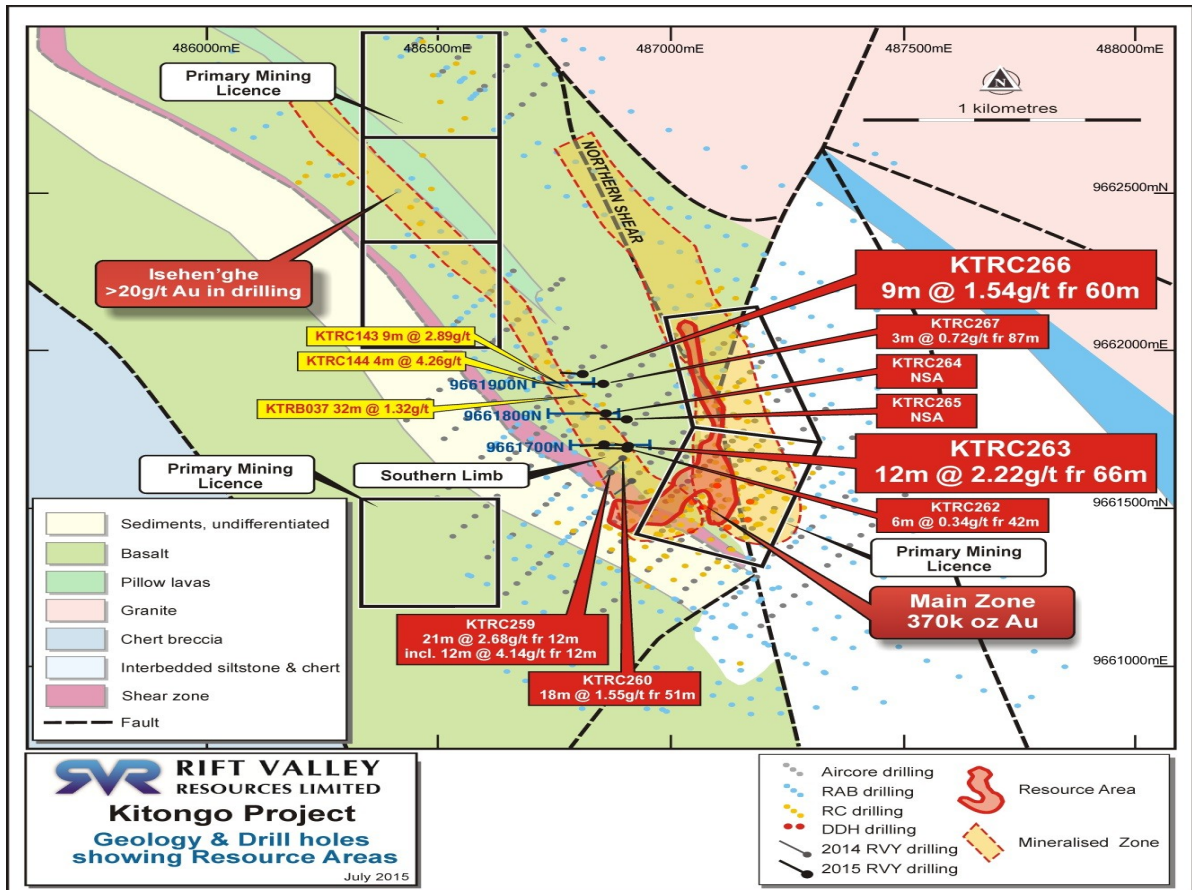 486000mE
486500mE
487000mE
487500mE
488000mE
Primary Mining
Licence
N
1 kilometres
NORTHERN SHEAR
9662500mN
Isehen'ghe
>20g/t Au in drilling
KTRC266
9m @ 1.54g/t fr 60m
KTRC143 9m @ 2.89g/t
KTRC267
3m @ 0.72g/t fr 87m
9662000mN
KTRC144 4m @ 4.26g/t
KTRC264
NSA
9661900N
KTRB037 32m @ 1.32g/t
KTRC265
NSA
9661800N
KTRC263
12m @ 2.22g/t fr 66m
9661700N
Primary Mining
Licence
Southern Limb
KTRC262
6m @ 0.34g/t fr 42m
9661500mN
Primary Mining
Licence
Main Zone
370k oz Au
KTRC259
21m @ 2.68g/t fr 12m
incl. 12m @ 4.14g/t fr 12m
KTRC260
18m @ 1.55g/t fr 51m
9661000mE
Sediments, undifferentiated
Basalt
Pillow lavas
Granite
Chert breccia
Interbedded siltstone & chert
Shear zone
Fault
SVR RIFT VALLEY
RESOURCES LIMITED
Kitongo Project
Geology & Drill holes
showing Resource Areas
July 2015
Aircore drilling
RAB drilling
RC drilling
DDH drilling
2014 RVY drilling
2015 RVY drilling
Resource Area
Mineralised Zone